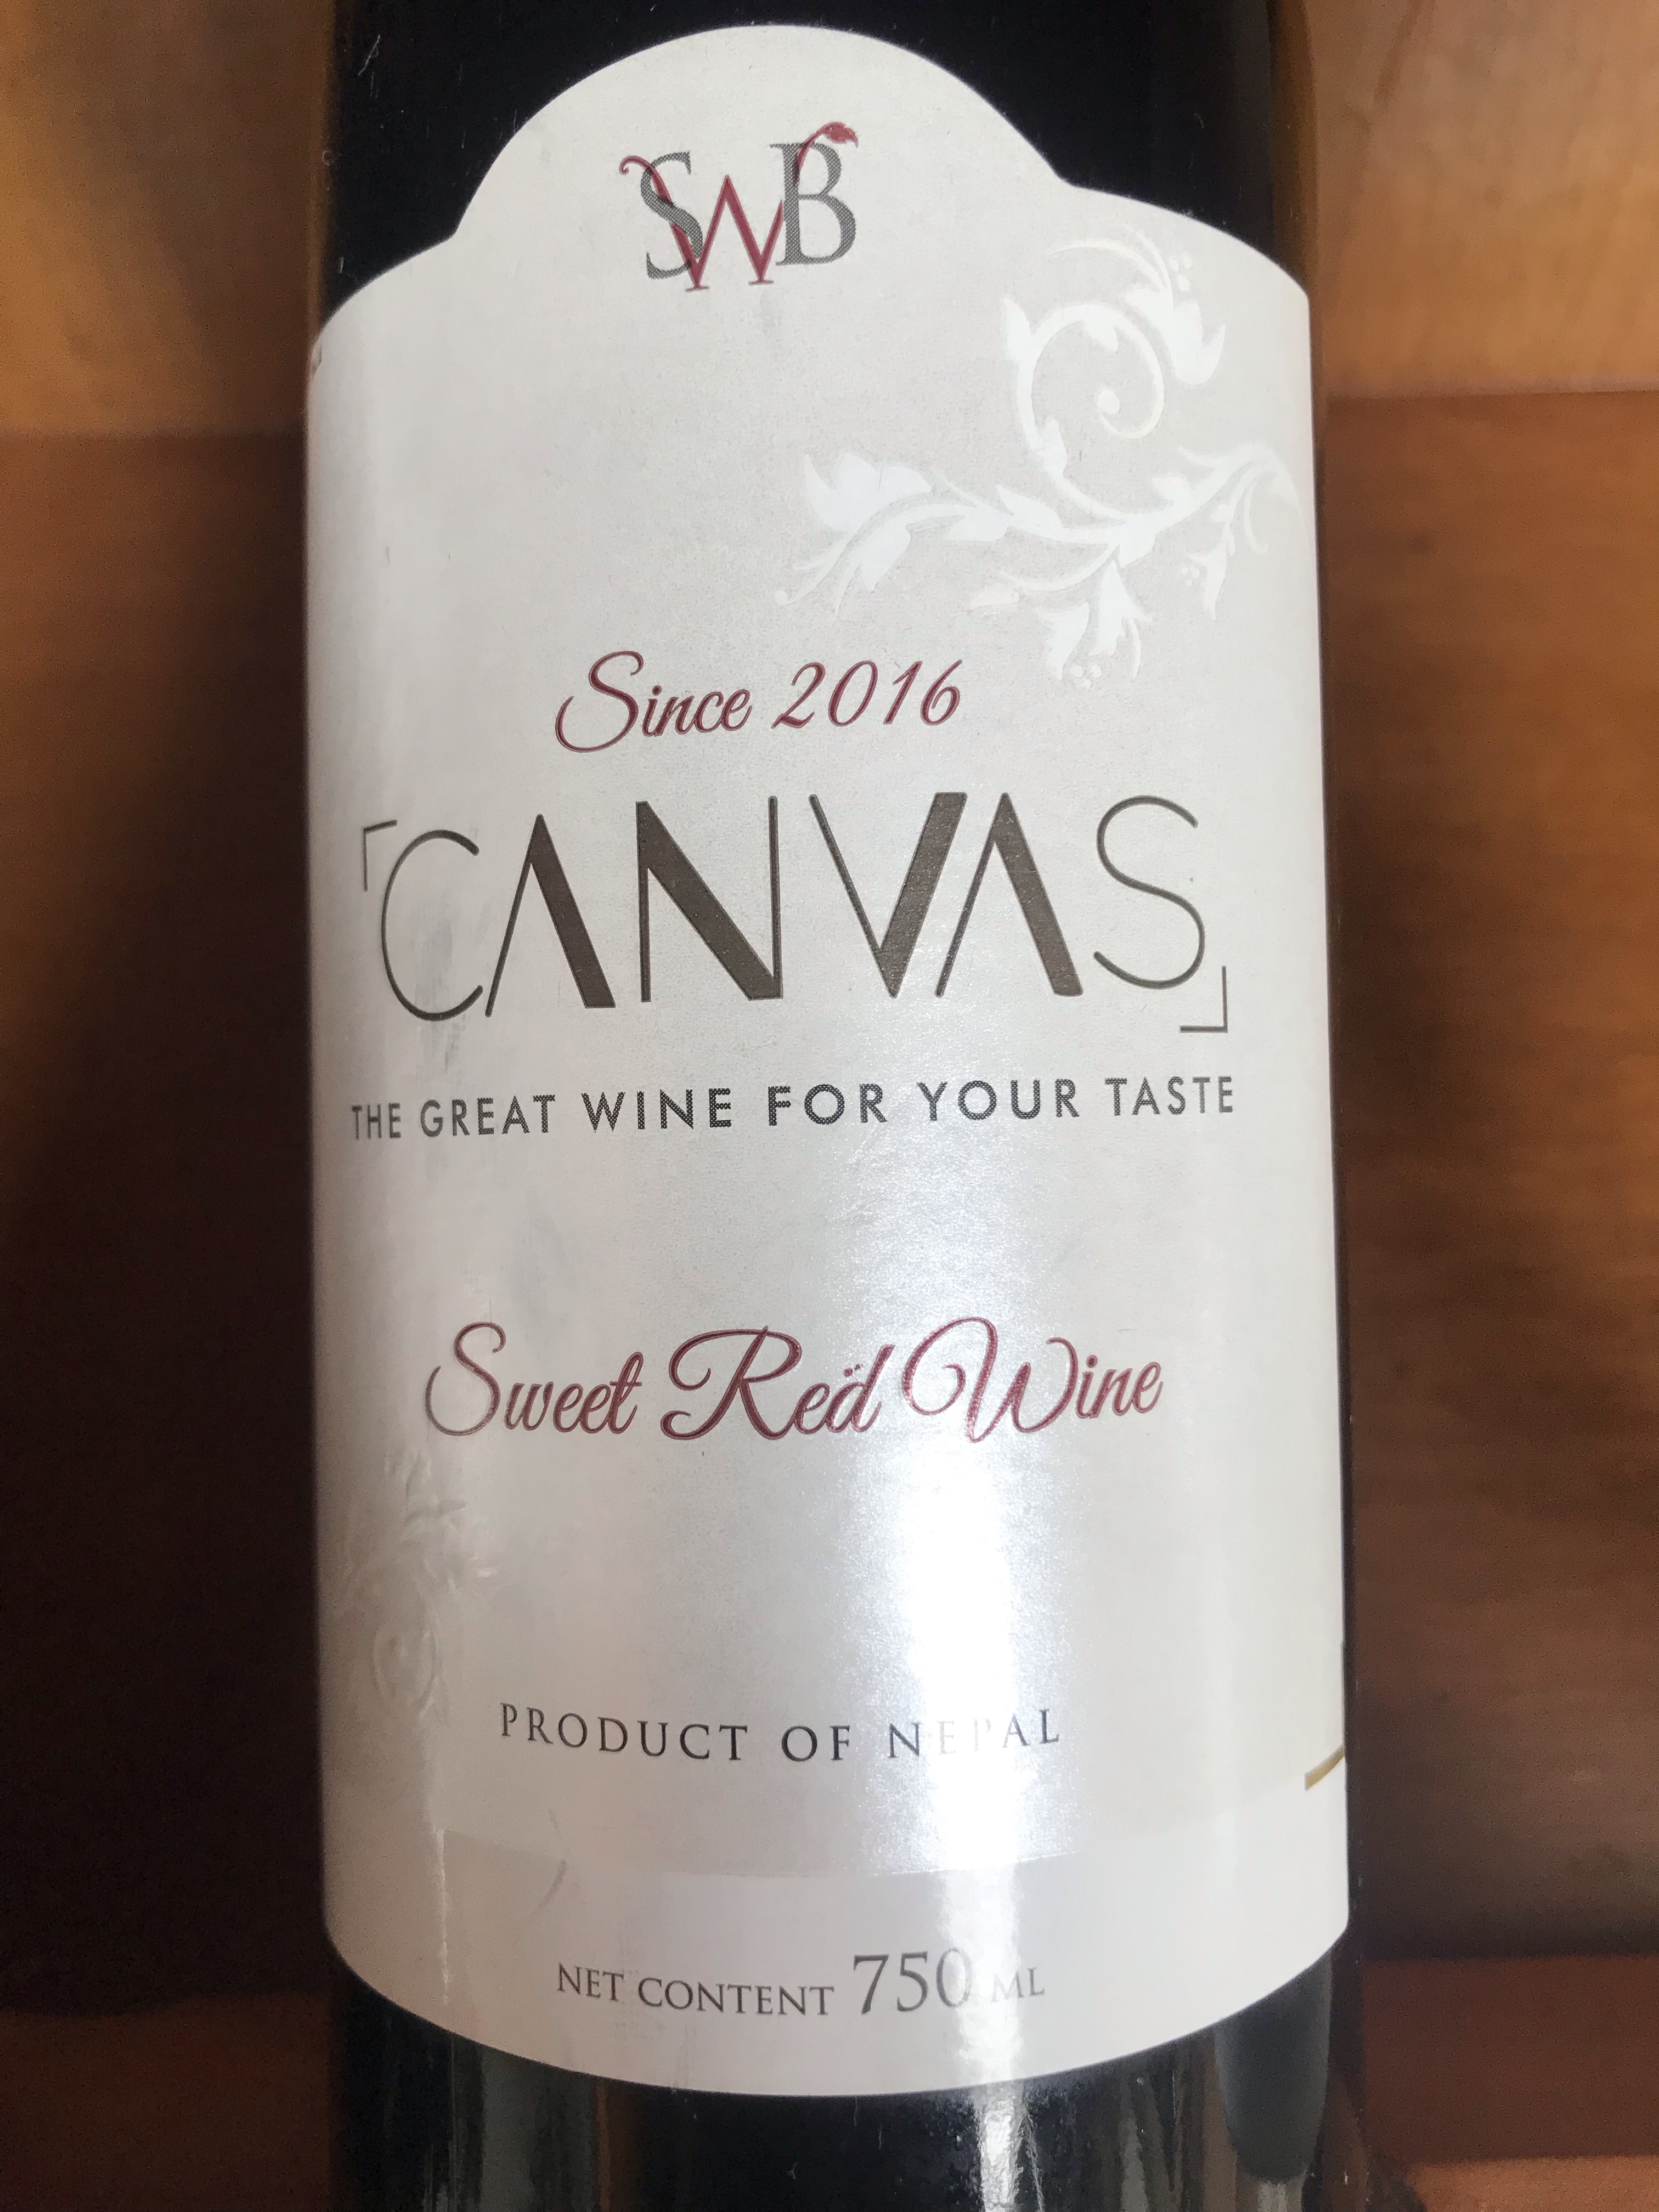 SWB
Since 2016
CANVAS
THE GREAT WINE FOR YOUR TASTE
Sweet Red Wine
PRODUCT OF NEPAL
NET CONTENT 750 ML